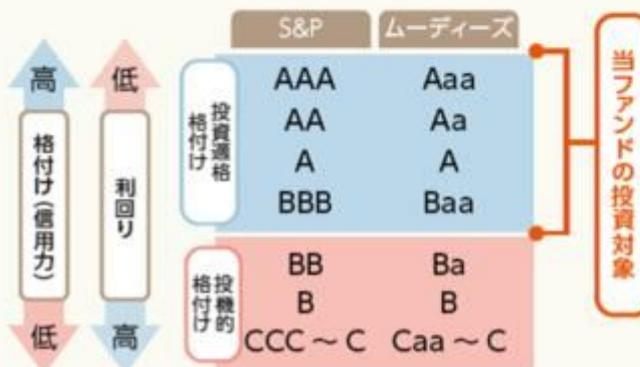 S&P ムーディーズ
高 低
格付け(信用力)
利回り
低 高
投資適格
格付け
AAA Aaa
AA Aa
A A
BBB Baa
投機的
格付け
BB Ba
B B
CCC ～ C Caa ～ C
当ファンドの投資対象